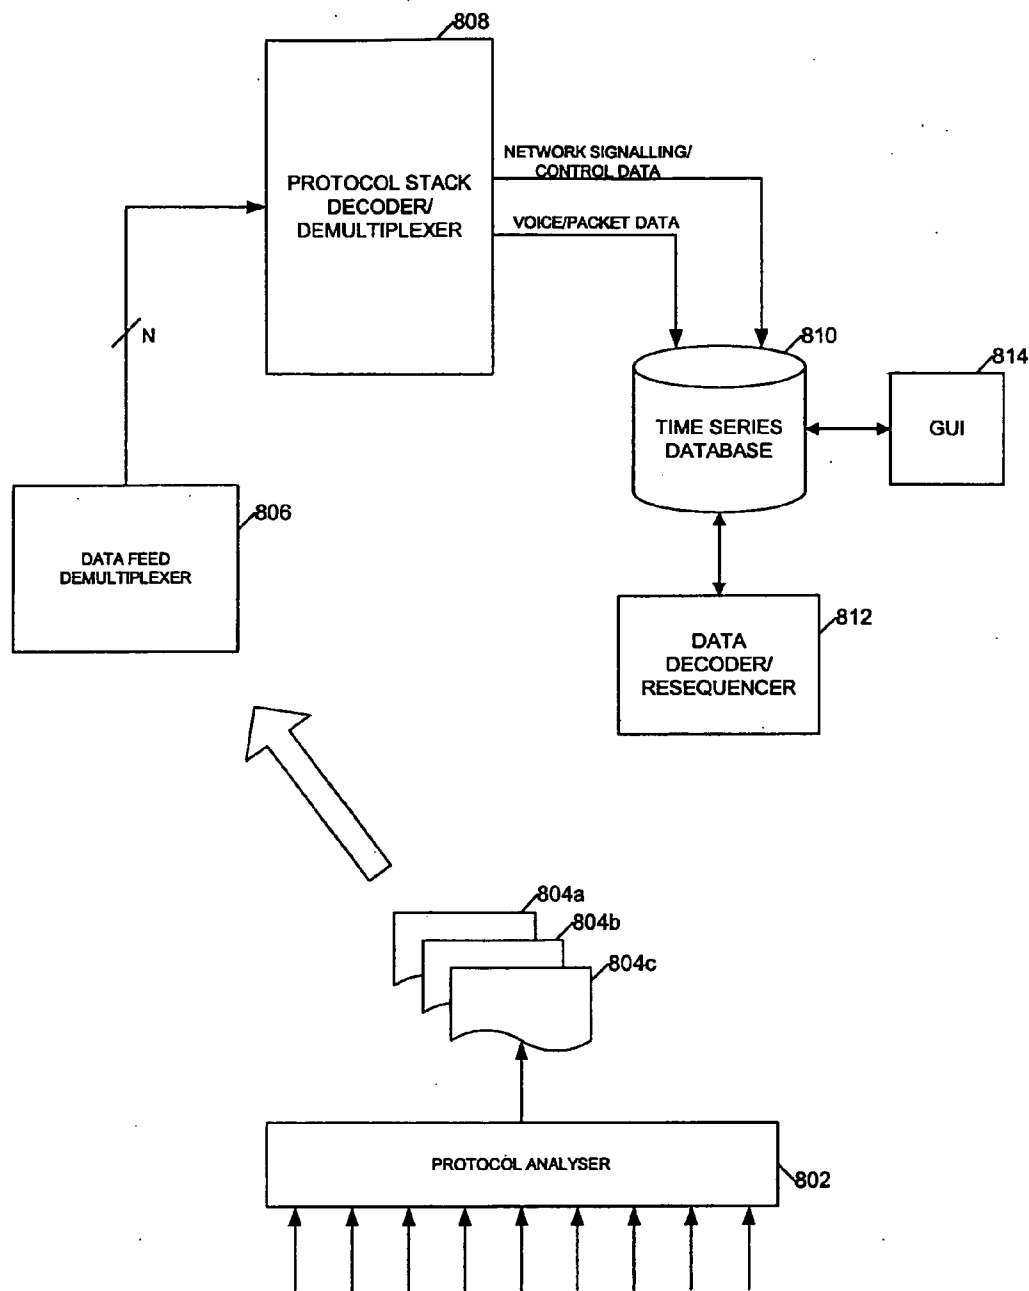 808
PROTOCOL STACK
DECODER/
DEMULTIPLEXER
NETWORK SIGNALLING/
CONTROL DATA
VOICE/PACKET DATA
N
810
TIME SERIES
DATABASE
814
GUI
806
DATA FEED
DEMULTIPLEXER
812
DATA
DECODER/
RESEQUENCER
804a
804b
804c
PROTOCOL ANALYSER
802